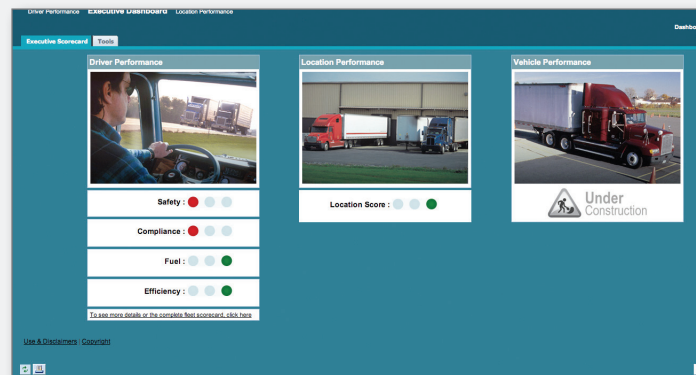 Driver Performance Executive Dashboard Location Performance
Executive Scorecard Tools
Driver Performance
Safety :
Compliance :
Fuel :
Efficiency :
To see more details or the complete fleet scorecard, click here
Location Performance
Location Score :
Vehicle Performance
Under
Construction
Use & Disclaimers | Copyright